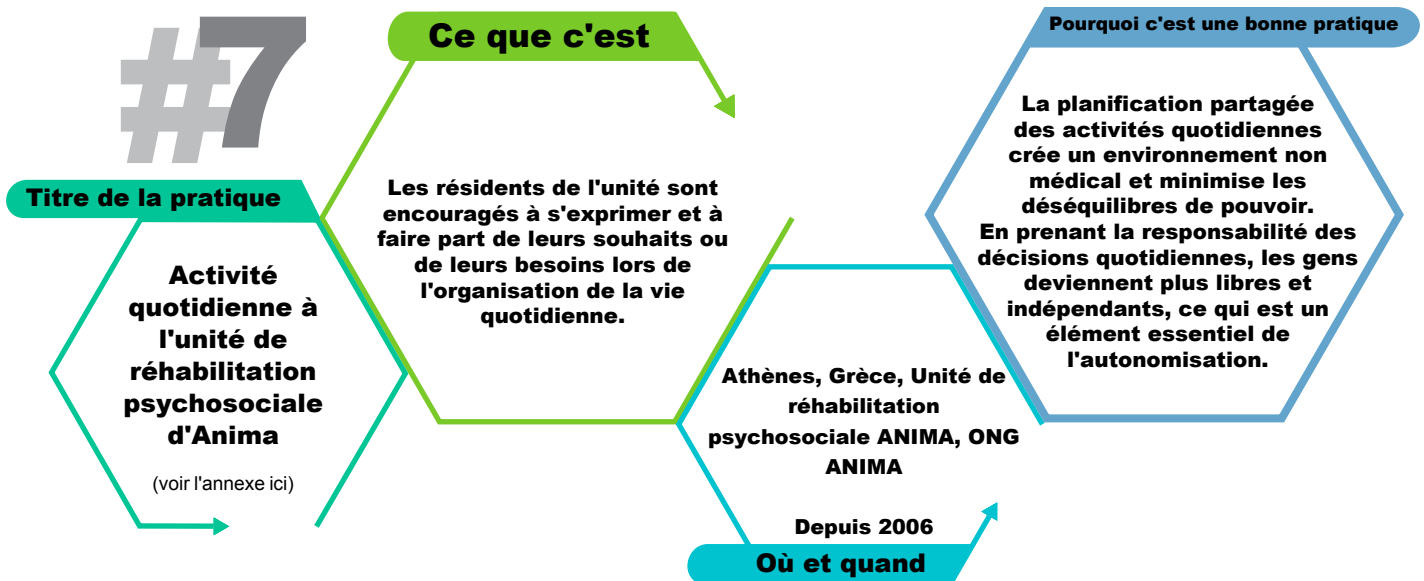 #7
Titre de la pratique
Activité
quotidienne à
l'unité de
réhabilitation
psychosociale
d'Anima
(voir l'annexe ici)
Ce que c'est
Les résidents de l'unité sont
encouragés à s'exprimer et à
faire part de leurs souhaits ou
de leurs besoins lors de
l'organisation de la vie
quotidienne.
Athènes, Grèce, Unité de
réhabilitation
psychosociale ANIMA, ONG
ANIMA
Depuis 2006
Où et quand
Pourquoi c'est une bonne pratique
La planification partagée
des activités quotidiennes
crée un environnement non
médical et minimise les
déséquilibres de pouvoir.
En prenant la responsabilité des
décisions quotidiennes, les gens
deviennent plus libres et
indépendants, ce qui est un
élément essentiel de
l'autonomisation.